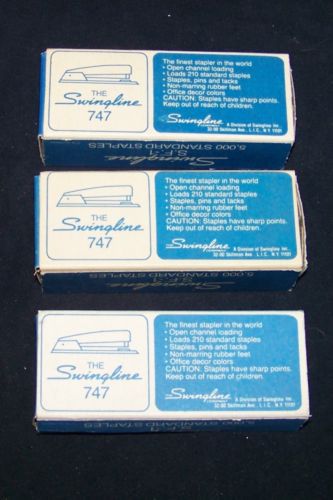 THE
Swingline
747
The finest stapler in the world
• Open channel loading
• Loads 210 standard staples
• Staples, pins and tacks
• Non-marring rubber feet
• Office decor colors
CAUTION: Staples have sharp points.
Keep out of reach of children.
Swingline A Division of Swingline Inc.
32-00 Skillman Ave L.I.C. N.Y. 11101
5,000 STANDARD STAPLES
S.F. 1
Swingline
THE
Swingline
747
The finest stapler in the world
• Open channel loading
• Loads 210 standard staples
• Staples, pins and tacks
• Non-marring rubber feet
• Office decor colors
CAUTION: Staples have sharp points.
Keep out of reach of children.
Swingline A Division of Swingline Inc.
32-00 Skillman Ave L.I.C. N.Y. 11101
5,000 STANDARD STAPLES
THE
Swingline
747
The finest stapler in the world
• Open channel loading
• Loads 210 standard staples
• Staples, pins and tacks
• Non-marring rubber feet
• Office decor colors
CAUTION: Staples have sharp points.
Keep out of reach of children.
Swingline A Division of Swingline Inc.
32-00 Skillman Ave L.I.C. N.Y. 11101